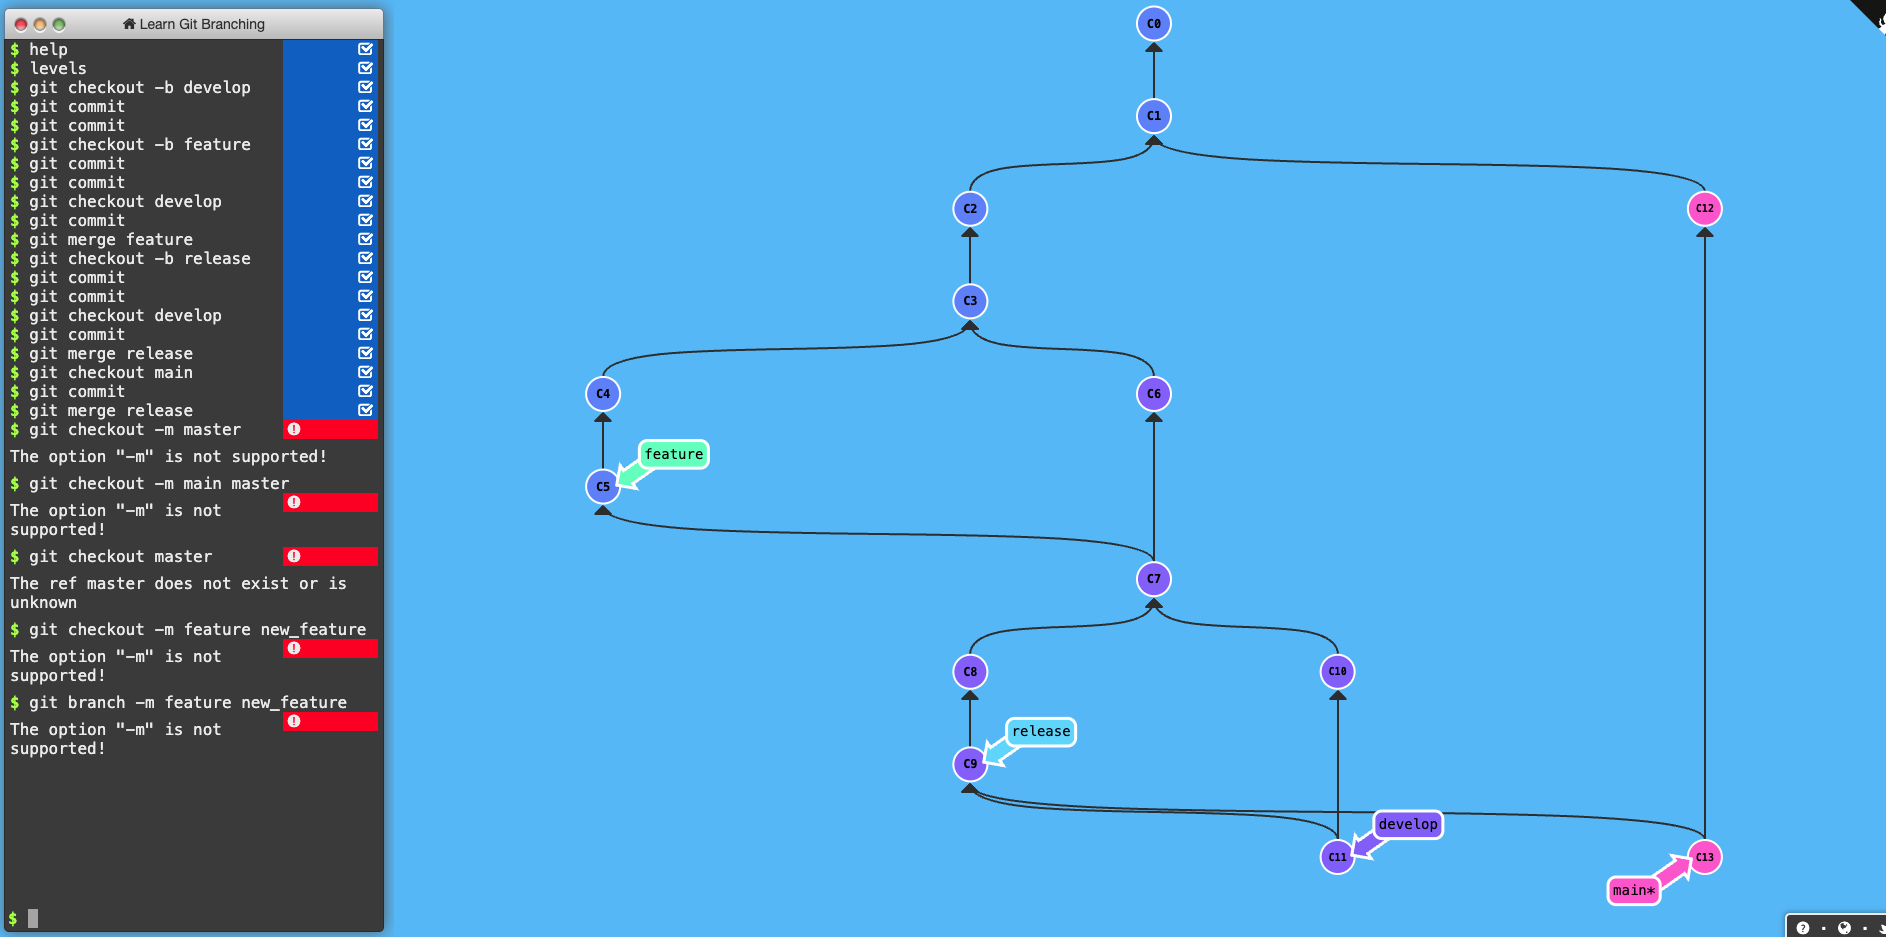 Learn Git Branching
$ help
$ levels
$ git checkout -b develop
$ git commit
$ git commit
$ git checkout -b feature
$ git commit
$ git commit
$ git checkout develop
$ git commit
$ git merge feature
$ git checkout -b release
$ git commit
$ git commit
$ git checkout develop
$ git commit
$ git merge release
$ git checkout main
$ git commit
$ git merge release
$ git checkout -m master
The option "-m" is not supported!
$ git checkout -m main master
The option "-m" is not
supported!
$ git checkout master
The ref master does not exist or is
unknown
$ git checkout -m feature new_feature
The option "-m" is not
supported!
$ git branch -m feature new_feature
The option "-m" is not
supported!
$
C0
C1
C2
C12
C3
C4
C6
feature
C5
C7
C8
C10
release
C9
develop
C11
C13
main*